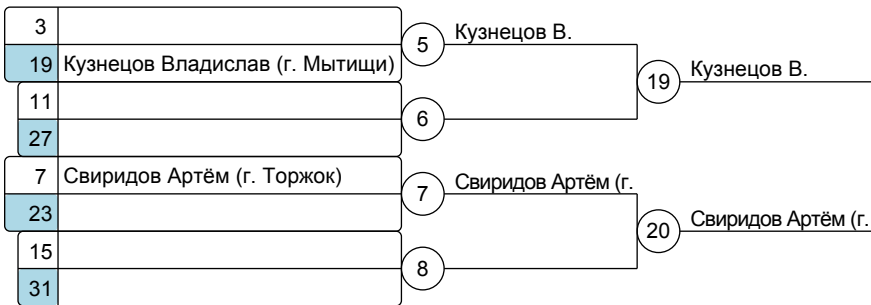 3
5
Кузнецов В.
19 Кузнецов Владислав (г. Мытищи)
19
Кузнецов В.
11
6
27
7 Свиридов Артём (г. Торжок)
7
Свиридов Артём (г.
23
20
Свиридов Артём (г.
15
8
31